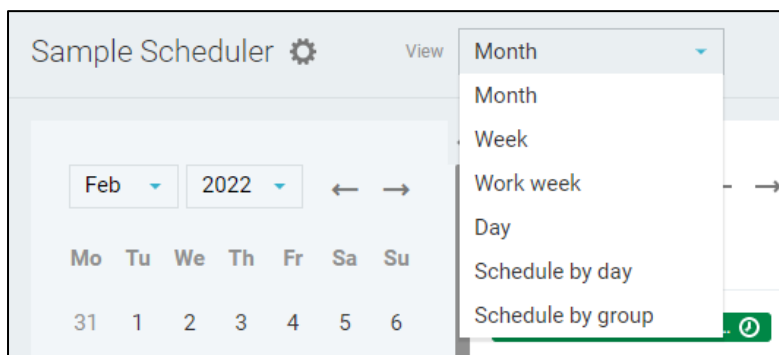 Sample Scheduler
View
Month
Month
Week
Work week
Day
Schedule by day
Schedule by group
Feb
2022
Mo Tu We Th Fr Sa Su
31 1 2 3 4 5 6